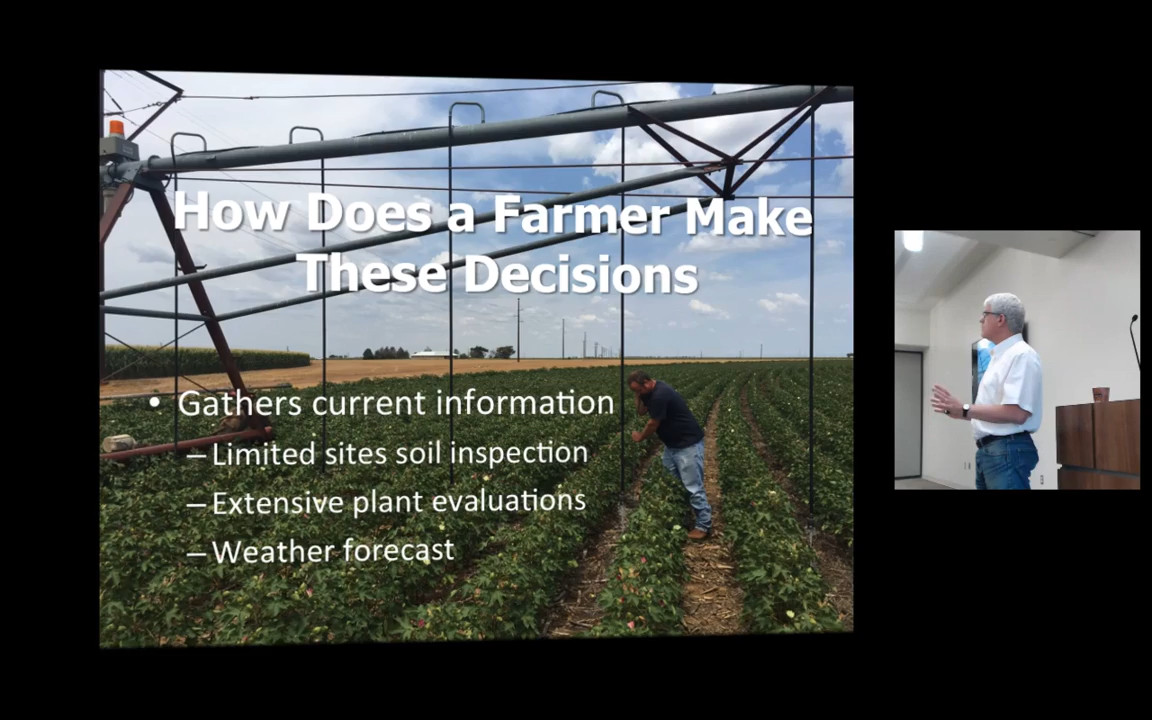 How Does a Farmer Make
These Decisions
• Gathers current information
– Limited sites soil inspection
– Extensive plant evaluations
– Weather forecast